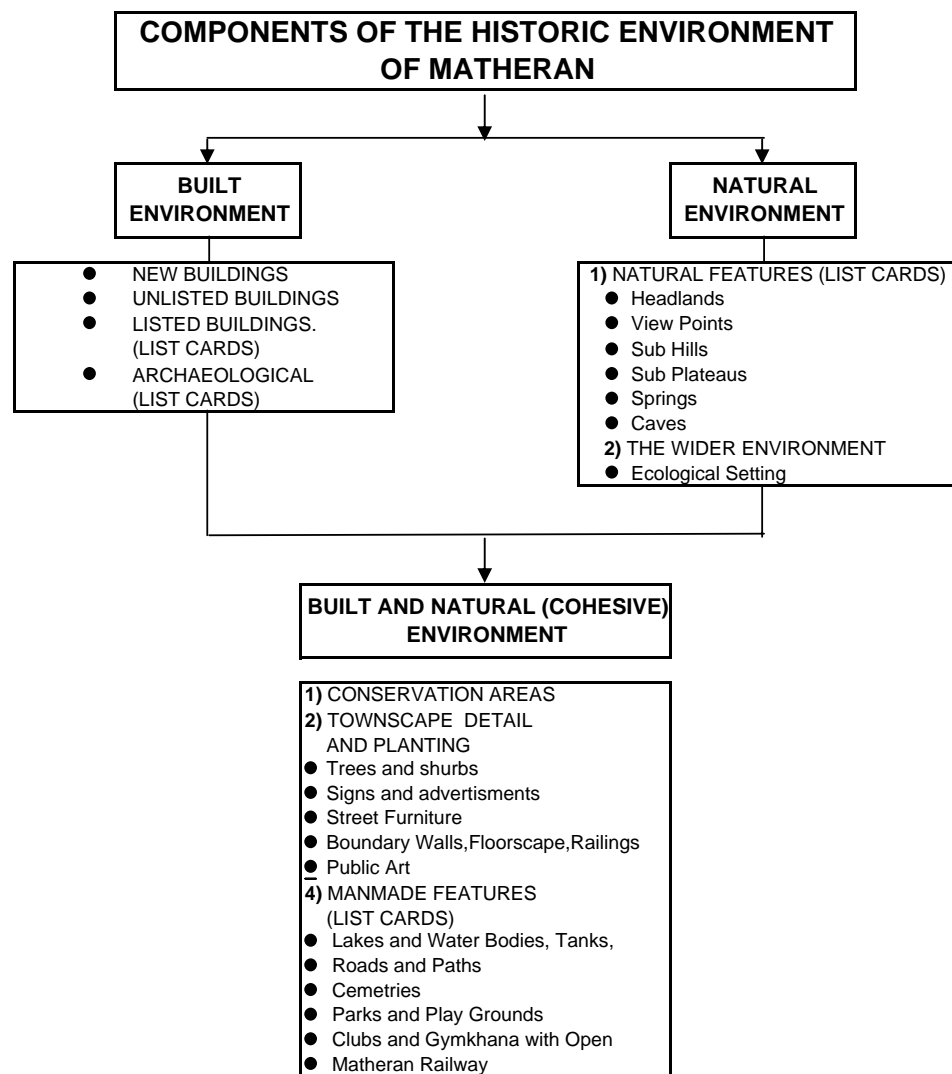 COMPONENTS OF THE HISTORIC ENVIRONMENT
OF MATHERAN
BUILT
ENVIRONMENT
NATURAL
ENVIRONMENT
● NEW BUILDINGS
● UNLISTED BUILDINGS
● LISTED BUILDINGS.
(LIST CARDS)
● ARCHAEOLOGICAL
(LIST CARDS)
1) NATURAL FEATURES (LIST CARDS)
● Headlands
● View Points
● Sub Hills
● Sub Plateaus
● Springs
● Caves
2) THE WIDER ENVIRONMENT
● Ecological Setting
BUILT AND NATURAL (COHESIVE)
ENVIRONMENT
1) CONSERVATION AREAS
2) TOWNSCAPE DETAIL
AND PLANTING
● Trees and shurbs
● Signs and advertisments
● Street Furniture
● Boundary Walls,Floorscape,Railings
● Public Art
4) MANMADE FEATURES
(LIST CARDS)
● Lakes and Water Bodies, Tanks,
● Roads and Paths
● Cemetries
● Parks and Play Grounds
● Clubs and Gymkhana with Open
● Matheran Railway